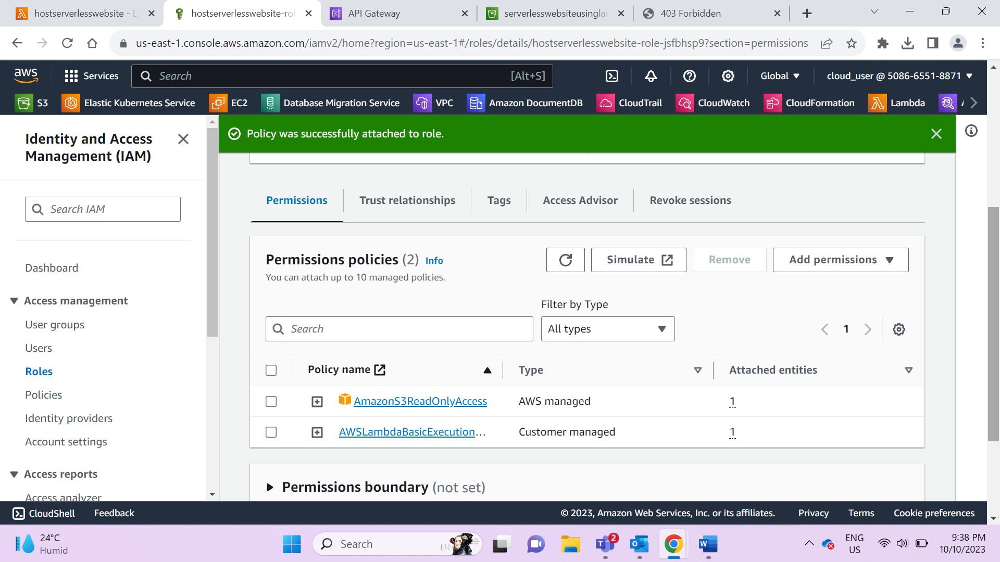 hostserverlesswebsite - L
hostserverlesswebsite-rol
API Gateway
serverlesswebsiteusinglar
403 Forbidden
us-east-1.console.aws.amazon.com/iamv2/home?region=us-east-1#/roles/details/hostserverlesswebsite-role-jsfbhsp9?section=permissions
aws
Services
Search
[Alt+S]
Global
cloud_user @ 5086-6551-8871
S3
Elastic Kubernetes Service
EC2
Database Migration Service
VPC
Amazon DocumentDB
CloudTrail
CloudWatch
CloudFormation
Lambda
Identity and Access
Management (IAM)
Search IAM
Dashboard
Access management
User groups
Users
Roles
Policies
Identity providers
Account settings
Access reports
Access analyzer
Policy was successfully attached to role.
Permissions
Trust relationships
Tags
Access Advisor
Revoke sessions
Permissions policies (2) Info
You can attach up to 10 managed policies.
Simulate
Remove
Add permissions
Filter by Type
Search
All types
1
Policy name
Type
Attached entities
AmazonS3ReadOnlyAccess
AWS managed
1
AWSLambdaBasicExecution...
Customer managed
1
Permissions boundary (not set)
CloudShell
Feedback
© 2023, Amazon Web Services, Inc. or its affiliates.
Privacy
Terms
Cookie preferences
24°C
Humid
Search
2
ENG
US
9:38 PM
10/10/2023